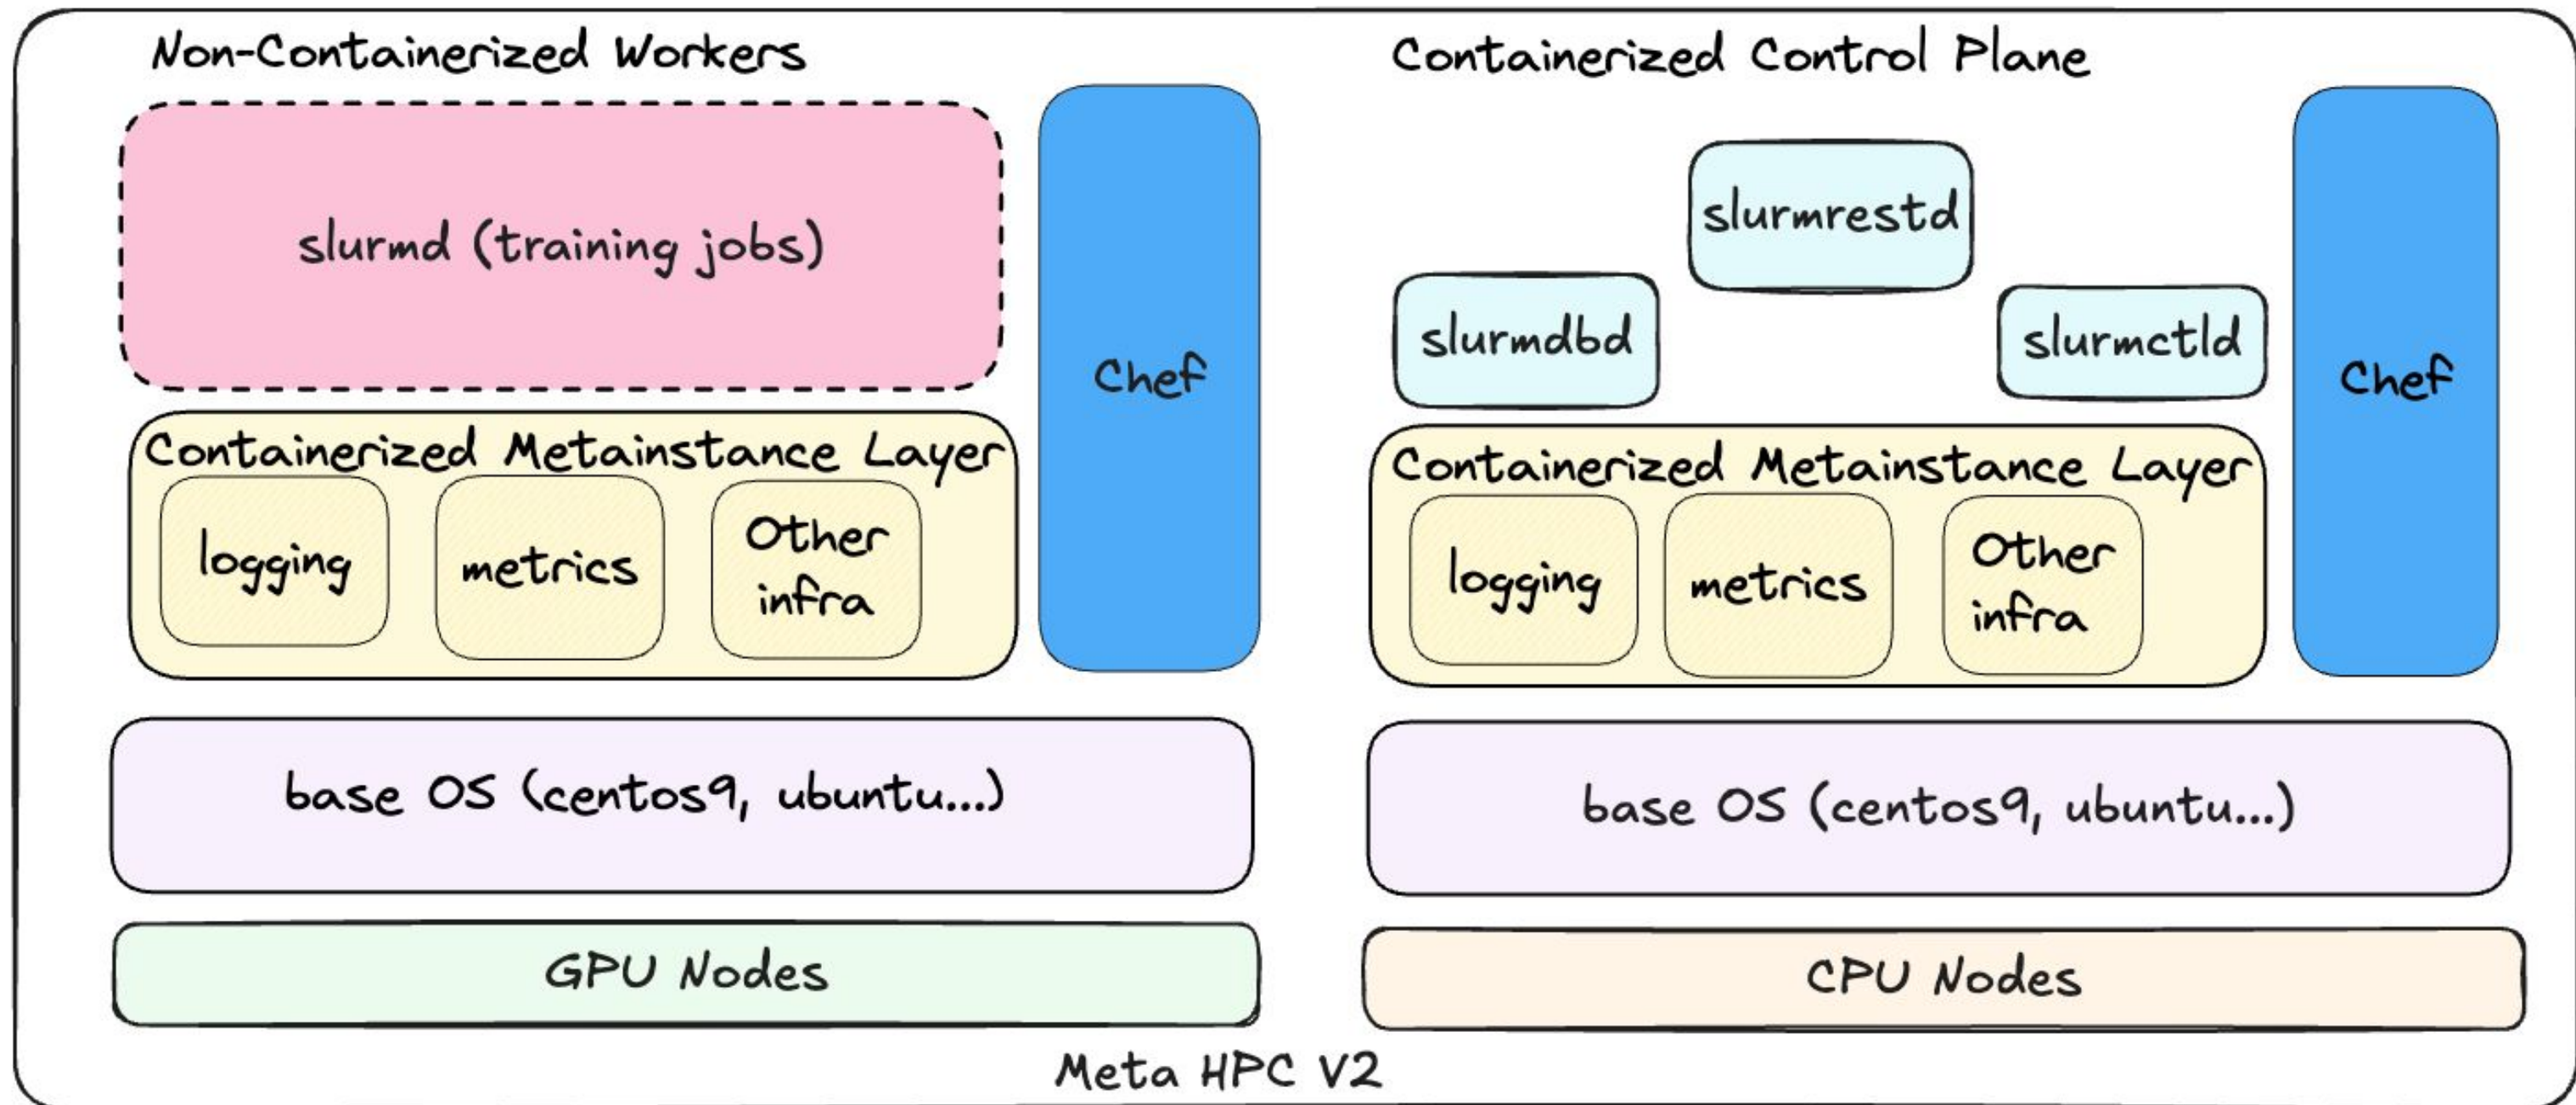 Non-Containerized Workers
slurmd (training jobs)
Chef
Containerized Metainstance Layer
logging
metrics
Other
infra
base OS (centos9, ubuntu...)
GPU Nodes
Containerized Control Plane
slurmrestd
slurmdbd
slurmctld
Chef
Containerized Metainstance Layer
logging
metrics
Other
infra
base OS (centos9, ubuntu...)
CPU Nodes
Meta HPC V2